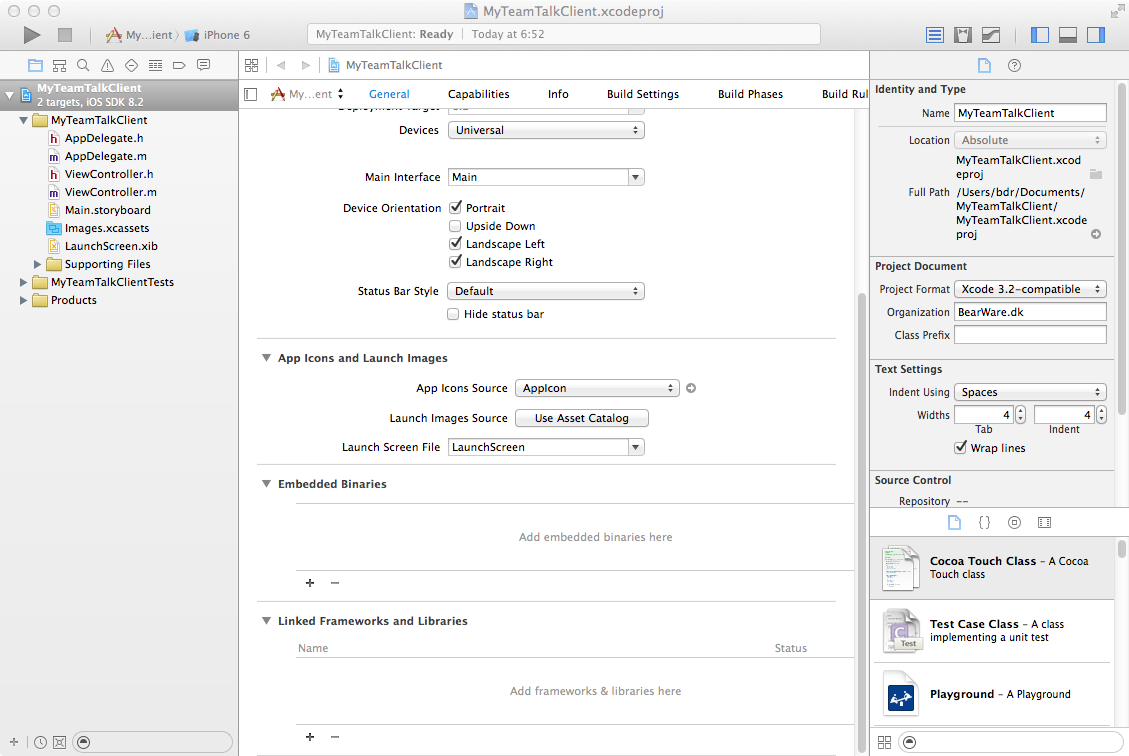 MyTeamTalkClient.xcodeproj
My...ient
iPhone 6
MyTeamTalkClient: Ready
Today at 6:52
MyTeamTalkClient
2 targets, iOS SDK 8.2
MyTeamTalkClient
AppDelegate.h
AppDelegate.m
ViewController.h
ViewController.m
Main.storyboard
Images.xcassets
LaunchScreen.xib
Supporting Files
MyTeamTalkClientTests
Products
MyTeamTalkClient
My...ent
General
Capabilities
Info
Build Settings
Build Phases
Build Rul
Deployment Target
Devices
Universal
Main Interface
Main
Device Orientation
Portrait
Upside Down
Landscape Left
Landscape Right
Status Bar Style
Default
Hide status bar
App Icons and Launch Images
App Icons Source
AppIcon
Launch Images Source
Use Asset Catalog
Launch Screen File
LaunchScreen
Embedded Binaries
Add embedded binaries here
+ −
Linked Frameworks and Libraries
Name
Status
Add frameworks & libraries here
+ −
Identity and Type
Name
MyTeamTalkClient
Location
Absolute
MyTeamTalkClient.xcod
eproj
Full Path
/Users/bdr/Documents/
MyTeamTalkClient/
MyTeamTalkClient.xcode
proj
Project Document
Project Format
Xcode 3.2-compatible
Organization
BearWare.dk
Class Prefix
Text Settings
Indent Using
Spaces
Widths
4
4
Tab
Indent
Wrap lines
Source Control
Repository --
{ }
Cocoa Touch Class – A Cocoa
Touch class
Test
Test Case Class – A class
implementing a unit test
Playground – A Playground